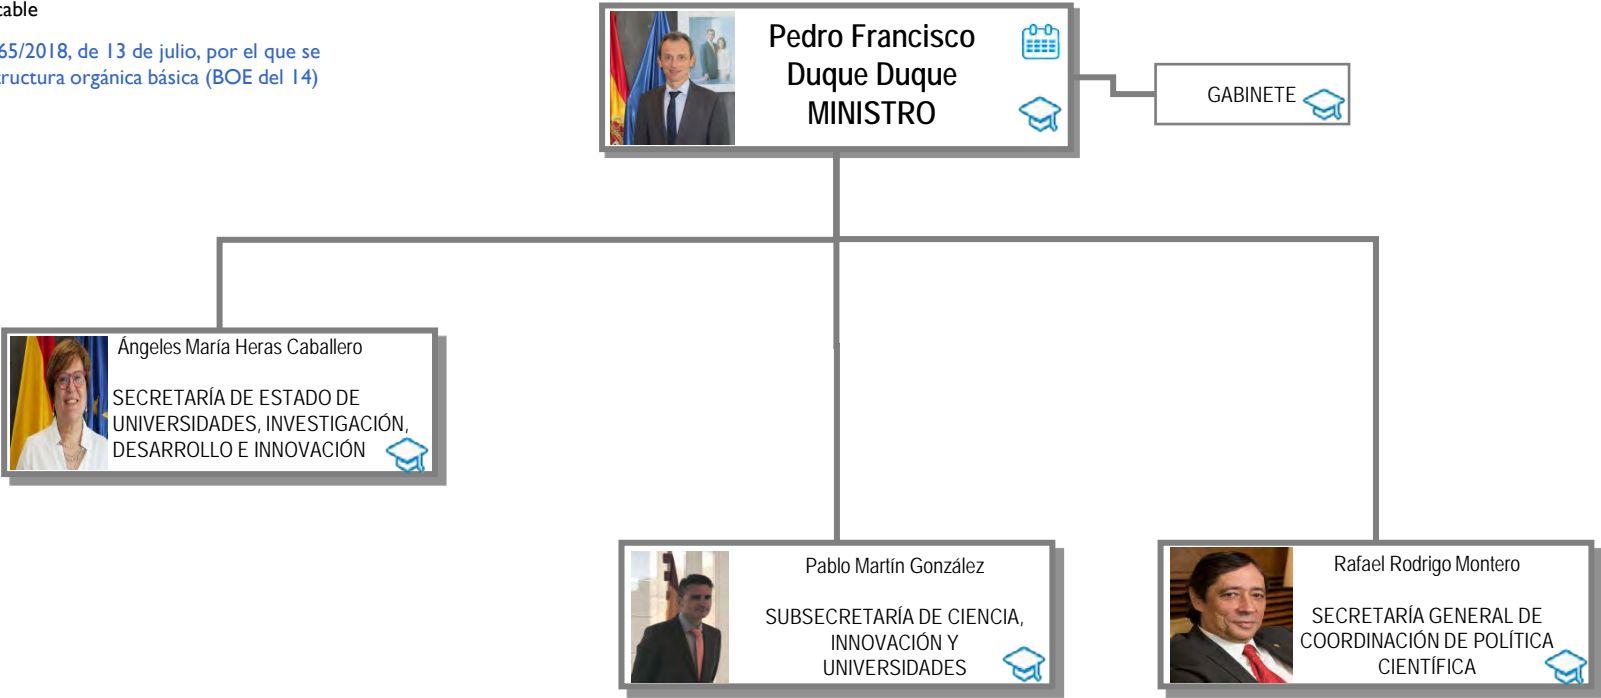 65/2018, de 13 de julio, por el que se
orgánica básica (BOE del 14)
Pedro Francisco
Duque Duque
MINISTRO
GABINETE
Ángeles María Heras Caballero
SECRETARÍA DE ESTADO DE
UNIVERSIDADES, INVESTIGACIÓN,
DESARROLLO E INNOVACIÓN
Pablo Martín González
SUBSECRETARÍA DE CIENCIA,
INNOVACIÓN Y
UNIVERSIDADES
Rafael Rodrigo Montero
SECRETARÍA GENERAL DE
COORDINACIÓN DE POLÍTICA
CIENTÍFICA